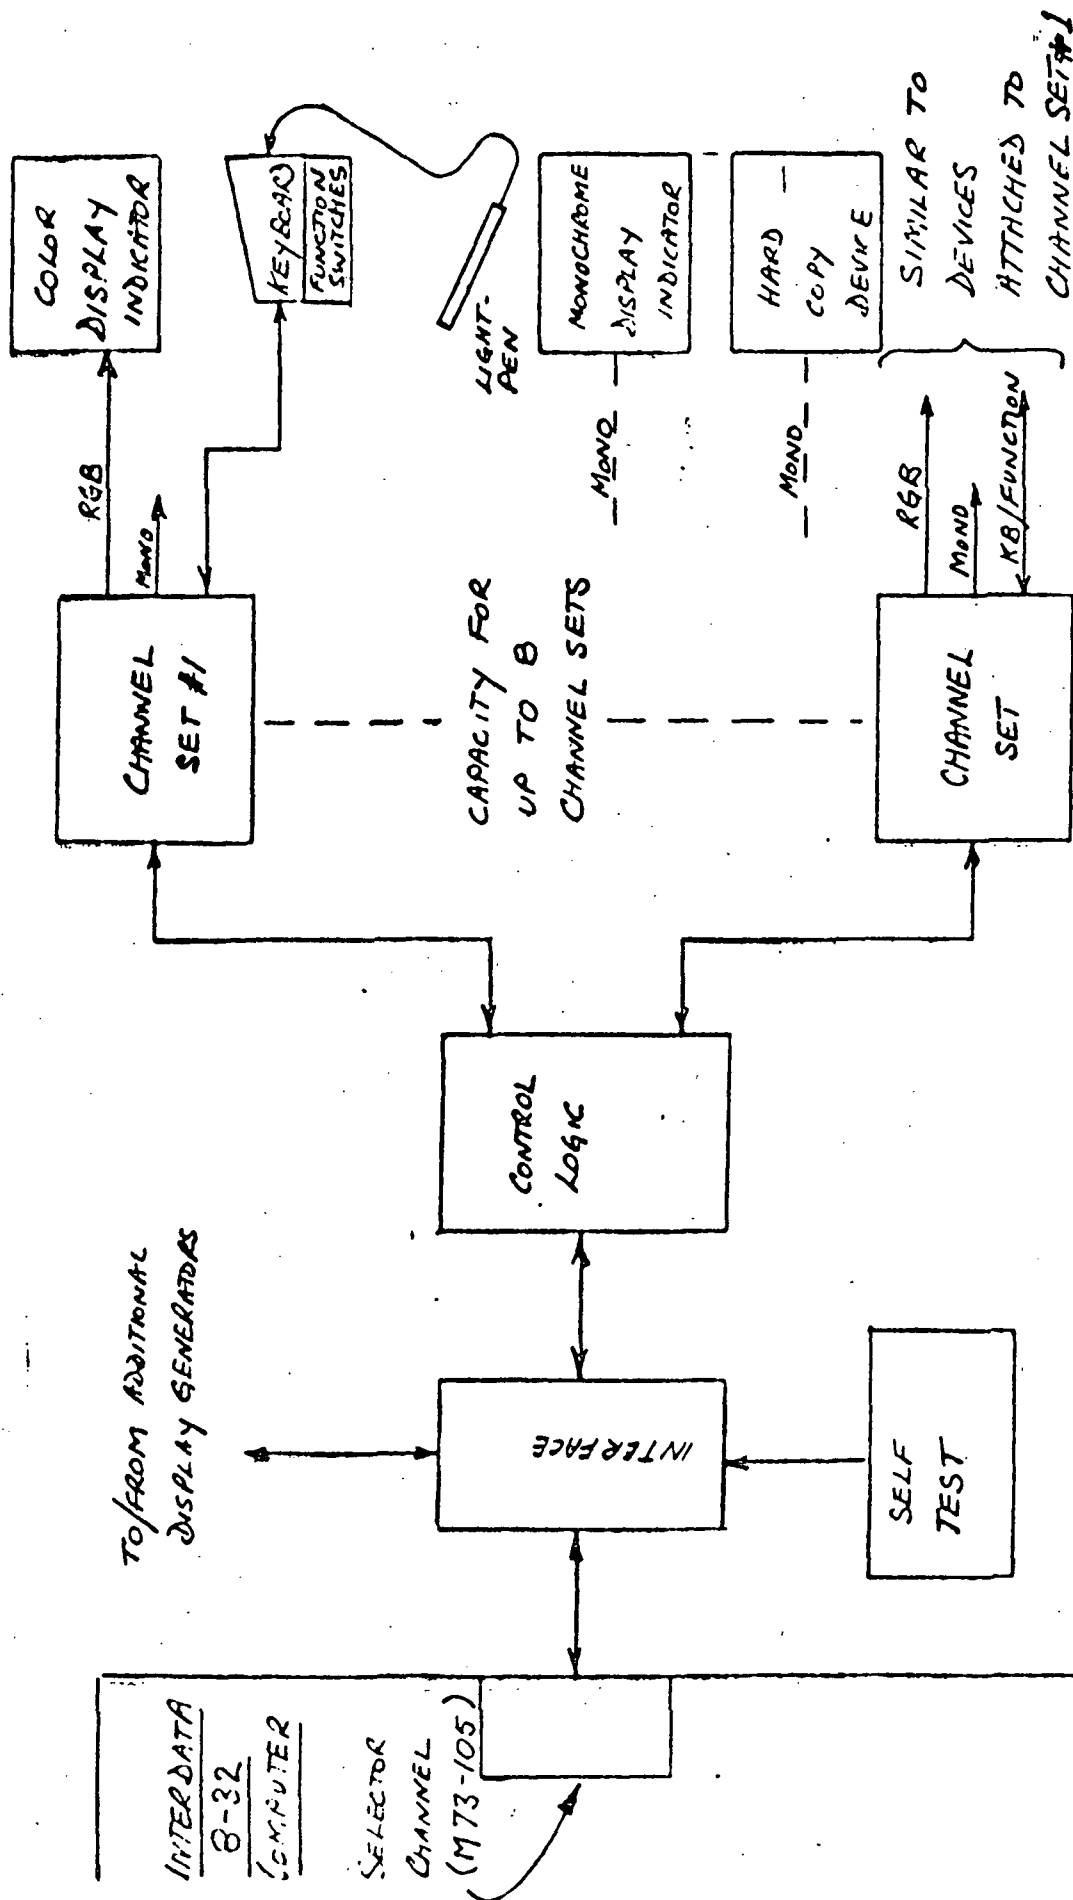 INTERDATA
8-32
COMPUTER
SELECTOR
CHANNEL
(M73-105)
TO/FROM ADDITIONAL
DISPLAY GENERATORS
INTERFACE
SELF
TEST
CONTROL
LOGIC
CHANNEL
SET #1
CAPACITY FOR
UP TO 8
CHANNEL SETS
CHANNEL
SET
RGB
MONO
COLOR
DISPLAY
INDICATOR
KEYBOARD
FUNCTION
SWITCHES
LIGHT-
PEN
MONO
MONOCHROME
DISPLAY
INDICATOR
MONO
HARD
COPY
DEVICE
RGB
MONO
KB/FUNCTION
SIMILAR TO
DEVICES
ATTACHED TO
CHANNEL SET #1